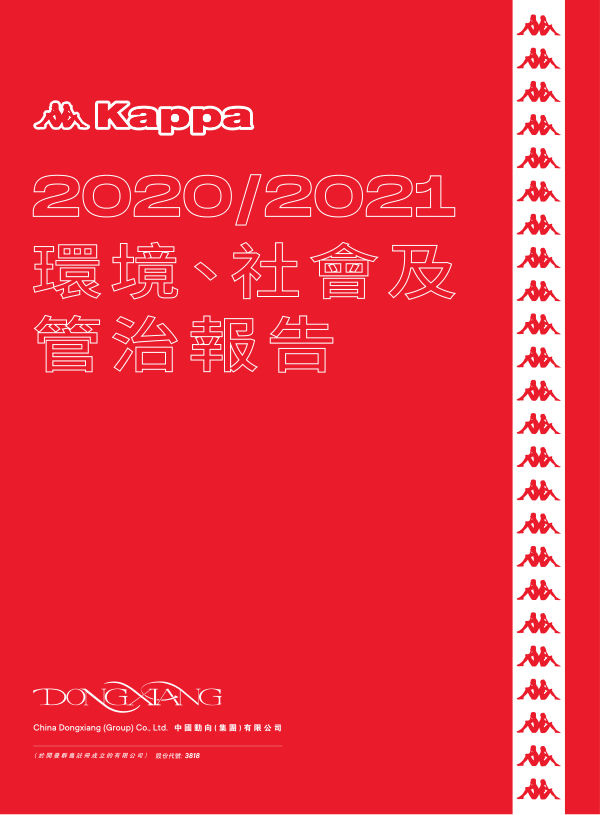 Kappa
2020/2021
環境、社會及
管治報告
DONGXIANG
China Dongxiang (Group) Co., Ltd. 中國動向(集團)有限公司
(於開曼群島註冊成立的有限公司) 股份代號: 3818